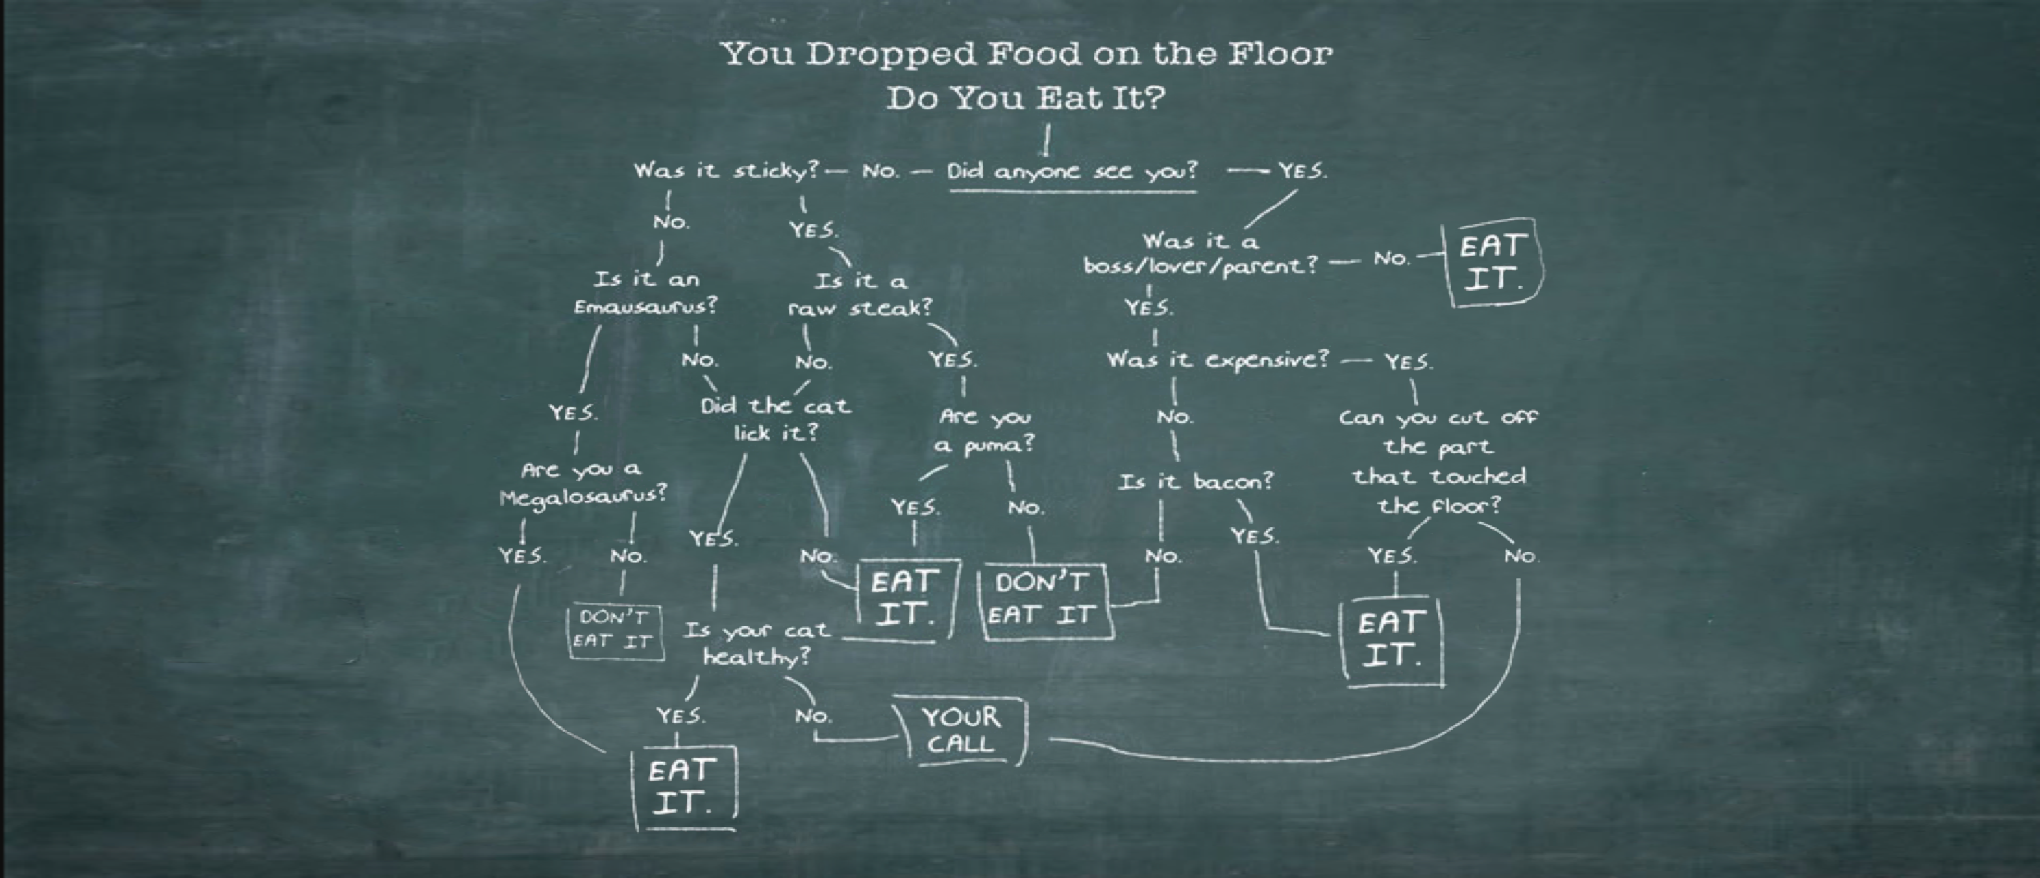 You Dropped Food on the Floor
Do You Eat It?
Was it sticky? No. Did anyone see you? YES.
No.
YES.
Was it a
boss/lover/parent? No.
EAT
IT.
Is it an
Emausaurus?
Is it a
raw steak?
YES.
No.
No.
YES.
Was it expensive? YES.
YES.
Did the cat
lick it?
Are you
a puma?
No.
Can you cut off
the part
that touched
the floor?
Are you a
Megalosaurus?
Is it bacon?
YES.
No.
YES.
No.
YES.
No.
No.
YES.
YES.
No.
DON'T
EAT IT
EAT
IT.
DON'T
EAT IT
EAT
IT.
Is your cat
healthy?
YES.
No.
YOUR
CALL
EAT
IT.